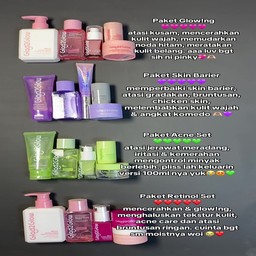 Paket Glowing
atasi kusam, mencerahkan
kulit wajah, memudarkan
noda hitam, meratakan
kulit belang. aaa luv bgt
sih ni pinky
Paket Skin Barier
memperbaiki skin barier,
atasi gradakan, bruntusan,
chicken skin,
melembabkan kulit wajah
& angkat komedo
Paket Acne Set
atasi jerawat meradang,
iritasi & kemerahan,
mengontrol minyak
berlebih. pliss lah keluarin
versi 100ml nya yuk
Paket Retinol Set
mencerahkan & glowing,
menghaluskan tekstur kulit,
acne care dan atasi
bruntusan ringan. cuinta bgt
sm moistnya woi